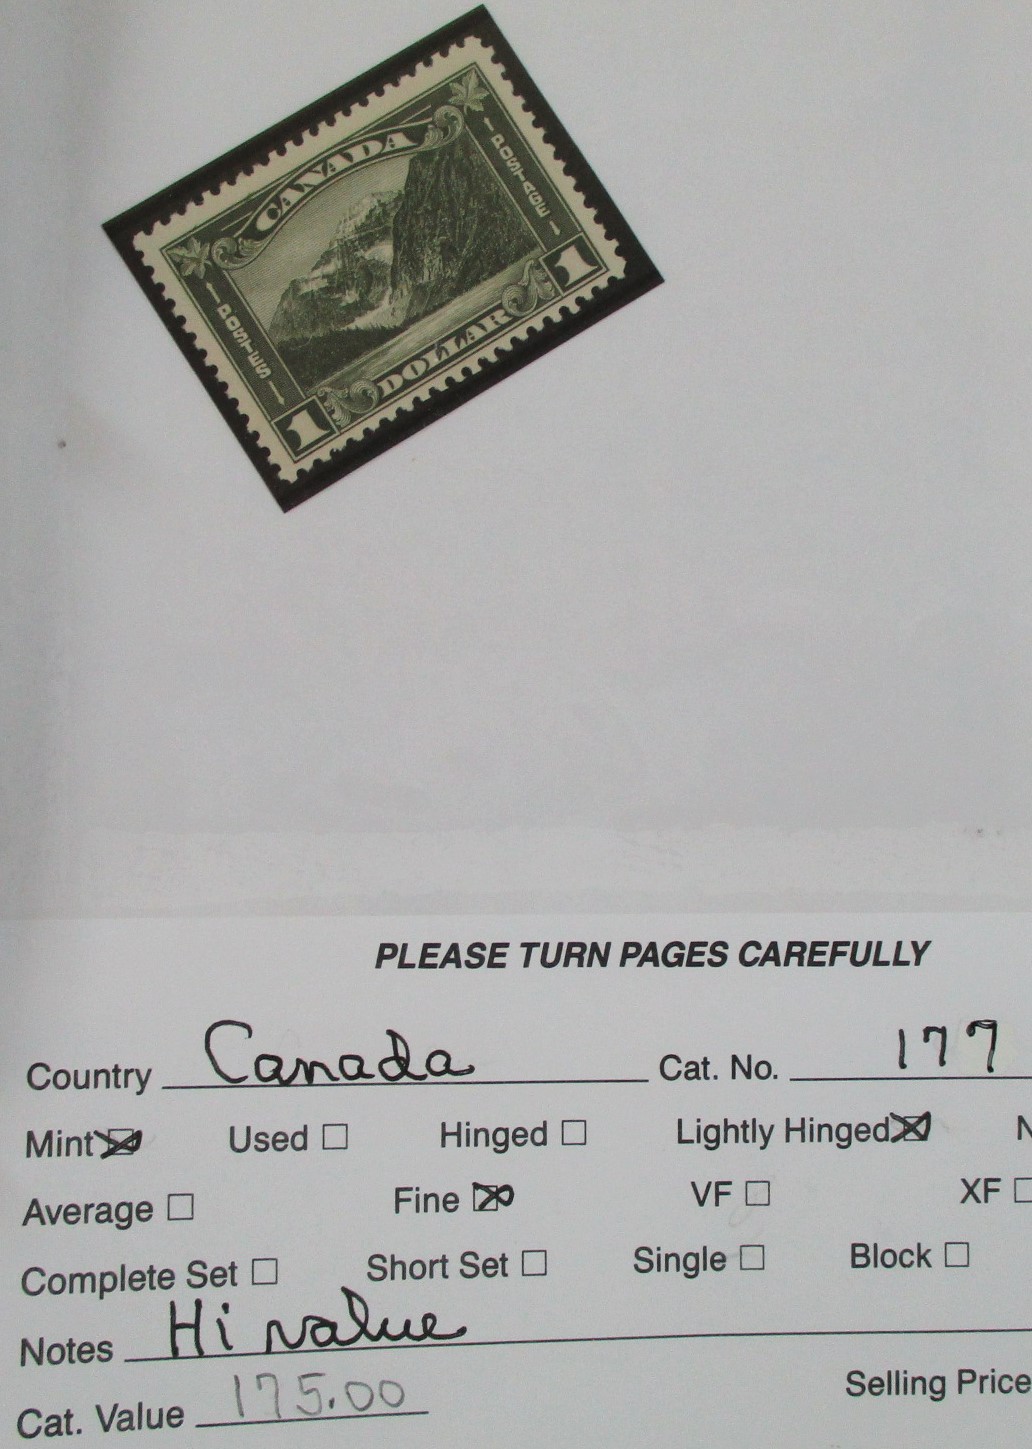 CANADA
POSTES
POSTAGE
1 DOLLAR 1
PLEASE TURN PAGES CAREFULLY
Country Canada Cat. No. 177
Mint ☒ Used ☐ Hinged ☐ Lightly Hinged ☒ N
Average ☐ Fine ☒ VF ☐ XF ☐
Complete Set ☐ Short Set ☐ Single ☐ Block ☐
Notes Hi value
Cat. Value 175.00 Selling Price